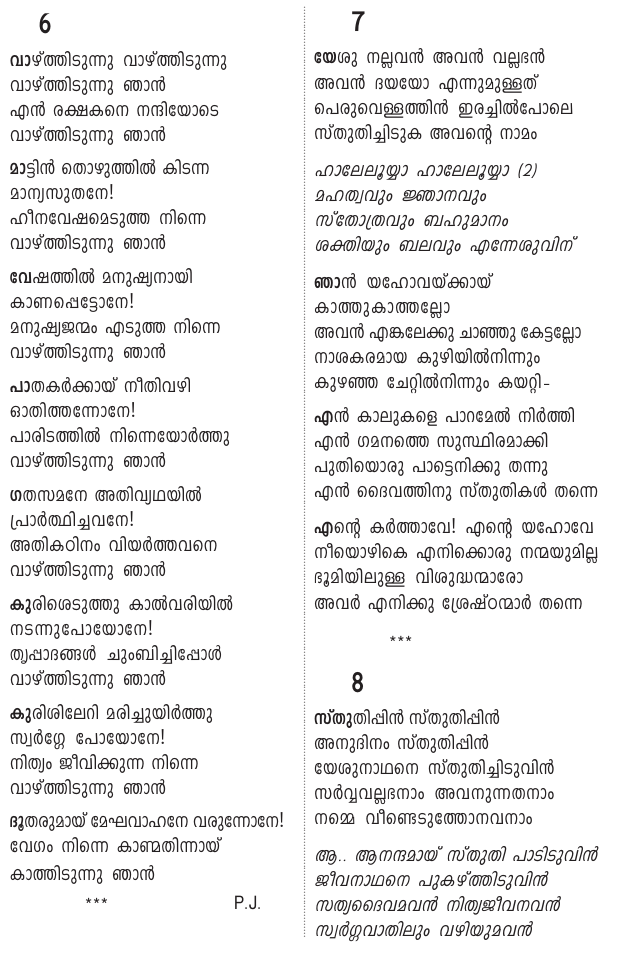 6
വാഴ്ത്തിടുന്നു വാഴ്ത്തിടുന്നു
വാഴ്ത്തിടുന്നു ഞാൻ
എൻ രക്ഷകനെ നന്ദിയോടെ
വാഴ്ത്തിടുന്നു ഞാൻ
മാട്ടിൻ തൊഴുത്തിൽ കിടന്ന
മാന്യസുതനേ!
ഹീനവേഷമെടുത്ത നിന്നെ
വാഴ്ത്തിടുന്നു ഞാൻ
വേഷത്തിൽ മനുഷ്യനായി
കാണപ്പെട്ടോനേ!
മനുഷ്യജന്മം എടുത്ത നിന്നെ
വാഴ്ത്തിടുന്നു ഞാൻ
പാതകർക്കായ് നീതിവഴി
ഓതിത്തന്നോനേ!
പാരിടത്തിൽ നിന്നെയോർത്തു
വാഴ്ത്തിടുന്നു ഞാൻ
ഗതസമനേ അതിവ്യഥയിൽ
പ്രാർത്ഥിച്ചവനേ!
അതികഠിനം വിയർത്തവനെ
വാഴ്ത്തിടുന്നു ഞാൻ
കുരിശെടുത്തു കാൽവരിയിൽ
നടന്നുപോയോനേ!
തൃപ്പാദങ്ങൾ ചുംബിച്ചിപ്പോൾ
വാഴ്ത്തിടുന്നു ഞാൻ
കുരിശിലേറി മരിച്ചുയിർത്തു
സ്വർഗ്ഗേ പോയോനേ!
നിത്യം ജീവിക്കുന്ന നിന്നെ
വാഴ്ത്തിടുന്നു ഞാൻ
ദൂതരുമായ് മേഘവാഹനേ വരുന്നോനേ!
വേഗം നിന്നെ കാണ്മതിന്നായ്
കാത്തിടുന്നു ഞാൻ
*** P.J.
7
യേശു നല്ലവൻ അവൻ വല്ലഭൻ
അവൻ ദയയോ എന്നുമുള്ളത്
പെരുവെള്ളത്തിൻ ഇരച്ചിൽപോലെ
സ്തുതിച്ചിടുക അവന്റെ നാമം
ഹാലേലൂയ്യാ ഹാലേലൂയ്യാ (2)
മഹത്വവും ജ്ഞാനവും
സ്തോത്രവും ബഹുമാനം
ശക്തിയും ബലവും എന്നേശുവിന്
ഞാൻ യഹോവയ്ക്കായ്
കാത്തുകാത്തല്ലോ
അവൻ എങ്കലേക്കു ചാഞ്ഞു കേട്ടല്ലോ
നാശകരമായ കുഴിയിൽനിന്നും
കുഴഞ്ഞ ചേറ്റിൽനിന്നും കയറ്റി-
എൻ കാലുകളെ പാറമേൽ നിർത്തി
എൻ ഗമനത്തെ സുസ്ഥിരമാക്കി
പുതിയൊരു പാട്ടെനിക്കു തന്നു
എൻ ദൈവത്തിനു സ്തുതികൾ തന്നെ
എന്റെ കർത്താവേ! എന്റെ യഹോവേ
നീയൊഴികെ എനിക്കൊരു നന്മയുമില്ല
ഭൂമിയിലുള്ള വിശുദ്ധന്മാരോ
അവർ എനിക്കു ശ്രേഷ്ഠന്മാർ തന്നെ
***
8
സ്തുതിപ്പിൻ സ്തുതിപ്പിൻ
അനുദിനം സ്തുതിപ്പിൻ
യേശുനാഥനെ സ്തുതിച്ചിടുവിൻ
സർവ്വവല്ലഭനാം അവനുന്നതനാം
നമ്മെ വീണ്ടെടുത്തോനവനാം
ആ.. ആനന്ദമായ് സ്തുതി പാടിടുവിൻ
ജീവനാഥനെ പുകഴ്ത്തിടുവിൻ
സത്യദൈവമവൻ നിത്യജീവനവൻ
സ്വർഗ്ഗവാതിലും വഴിയുമവൻ